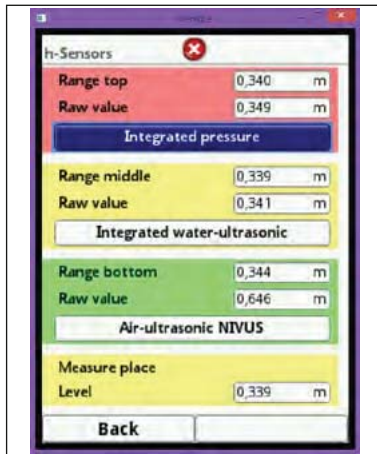 h-Sensors
Range top 0,340 m
Raw value 0,349 m
Integrated pressure
Range middle 0,339 m
Raw value 0,341 m
Integrated water-ultrasonic
Range bottom 0,344 m
Raw value 0,646 m
Air-ultrasonic NIVUS
Measure place
Level 0,339 m
Back